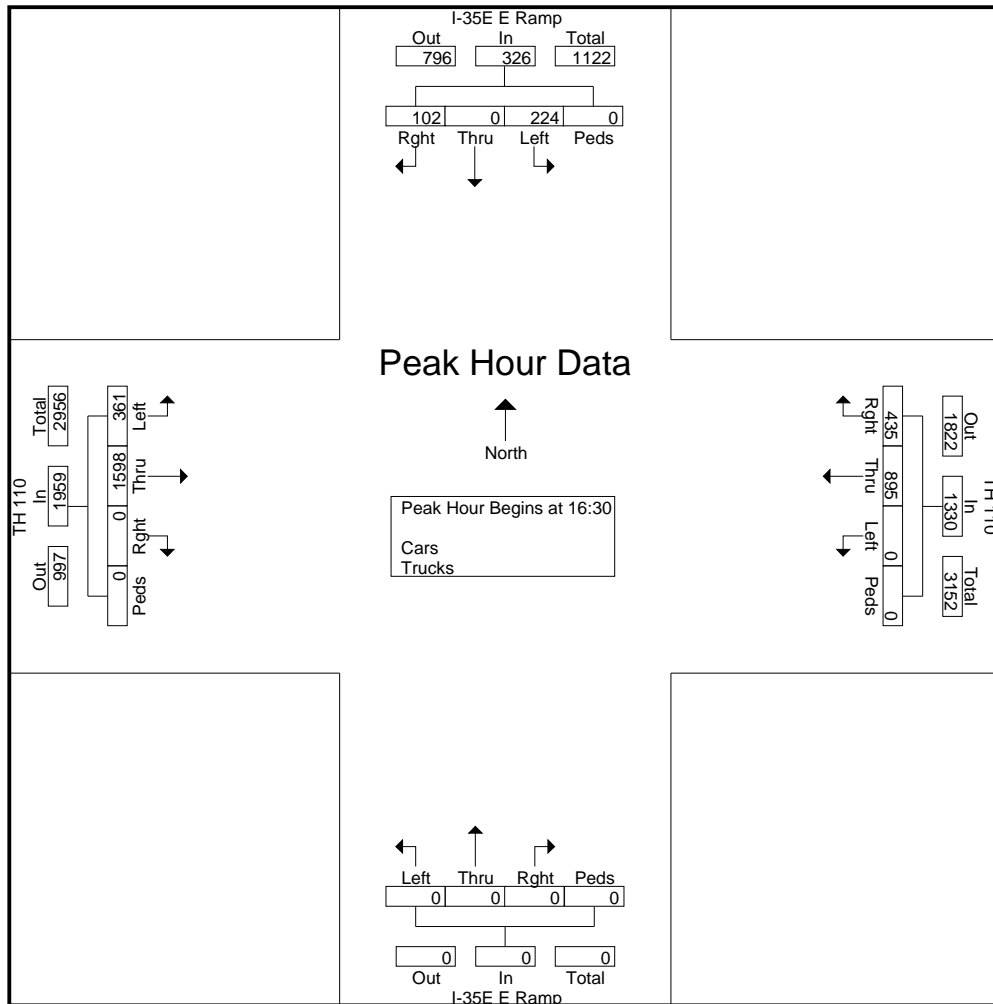 I-35E E Ramp
Out In Total
796 326 1122
102 0 224 0
Rght Thru Left Peds
Peak Hour Data
North
Peak Hour Begins at 16:30
Cars
Trucks
TH 110
Total In Out
2956 1959 997
361 1598 0 0
Left Thru Rght Peds
TH 110
Out In Total
1822 1330 3152
435 895 0 0
Rght Thru Left Peds
Left Thru Rght Peds
0 0 0 0
0 0 0
Out In Total
I-35E E Ramp